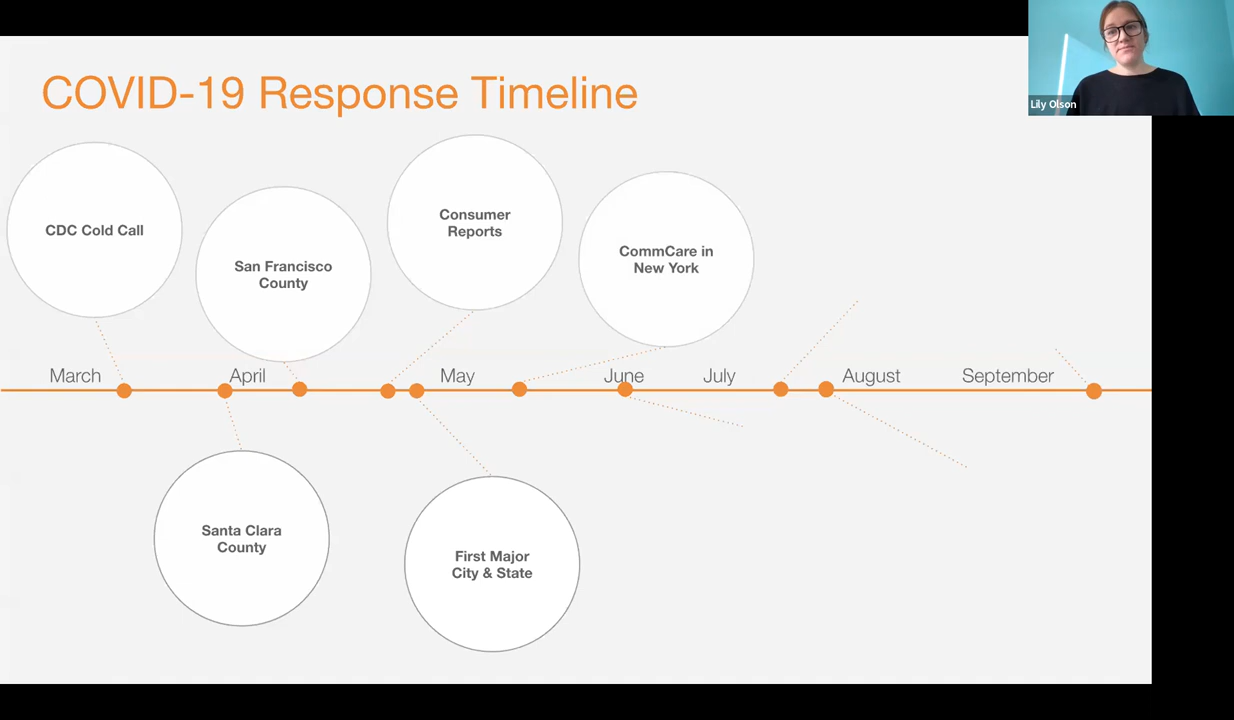 COVID-19 Response Timeline
Lily Olson
CDC Cold Call
San Francisco
County
Consumer
Reports
CommCare in
New York
March
April
May
June
July
August
September
Santa Clara
County
First Major
City & State